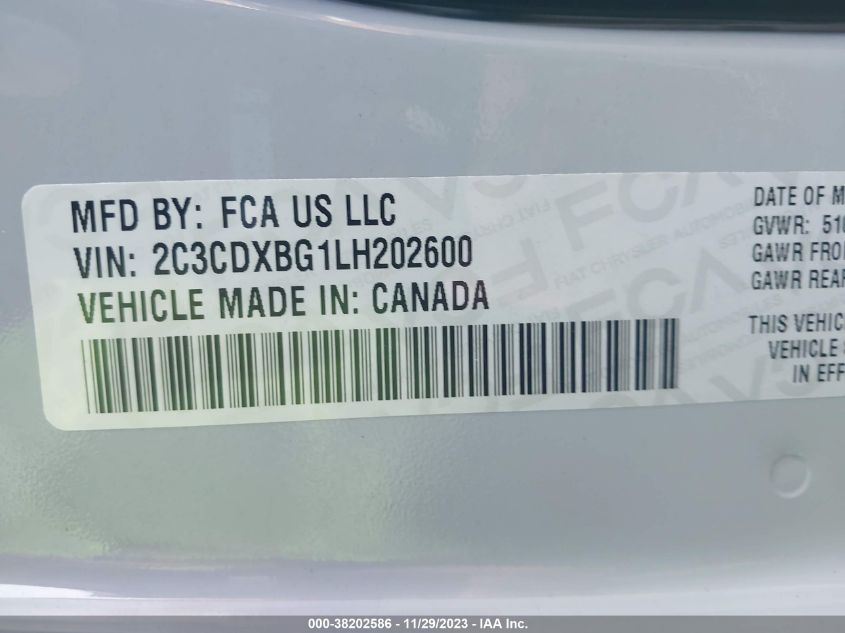 MFD BY: FCA US LLC
VIN: 2C3CDXBG1LH202600
VEHICLE MADE IN: CANADA
DATE OF M
GVWR: 510
GAWR FRO
GAWR REAR
THIS VEHIC
VEHICLE
IN EFF
000-38202586 - 11/29/2023 - © IAA Inc.